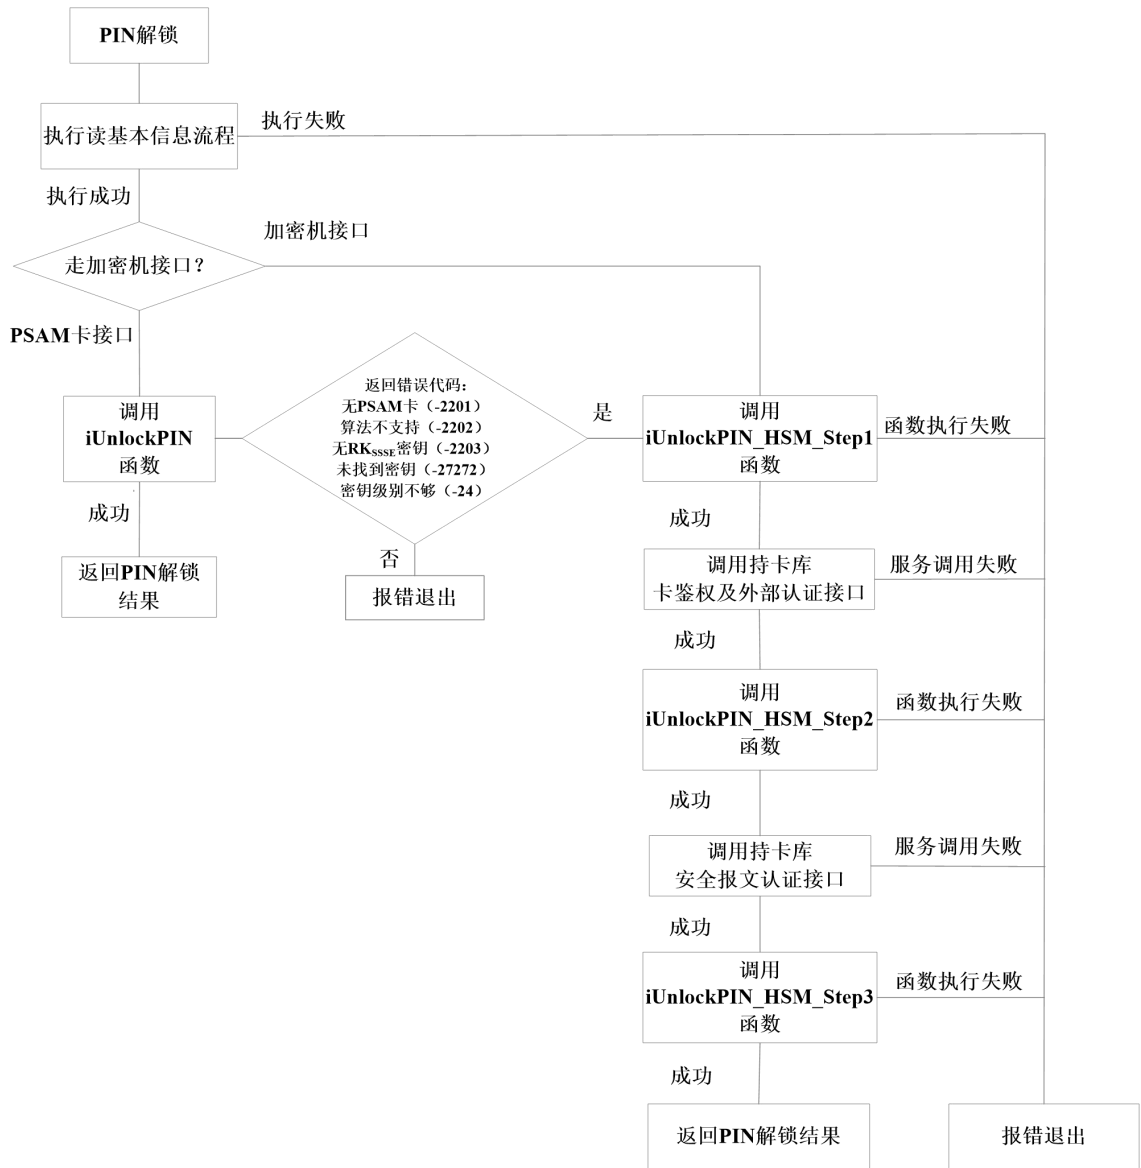 PIN解锁
执行读基本信息流程
执行失败
执行成功
加密机接口
走加密机接口？
PSAM卡接口
调用
iUnlockPIN
函数
返回错误代码：
无PSAM卡（-2201）
算法不支持（-2202）
无RKSSSE密钥（-2203）
未找到密钥（-27272）
密钥级别不够（-24）
是
调用
iUnlockPIN_HSM_Step1
函数
函数执行失败
成功
返回PIN解锁
结果
否
报错退出
成功
调用持卡库
卡鉴权及外部认证接口
服务调用失败
成功
调用
iUnlockPIN_HSM_Step2
函数
函数执行失败
成功
调用持卡库
安全报文认证接口
服务调用失败
成功
调用
iUnlockPIN_HSM_Step3
函数
函数执行失败
成功
返回PIN解锁结果
报错退出